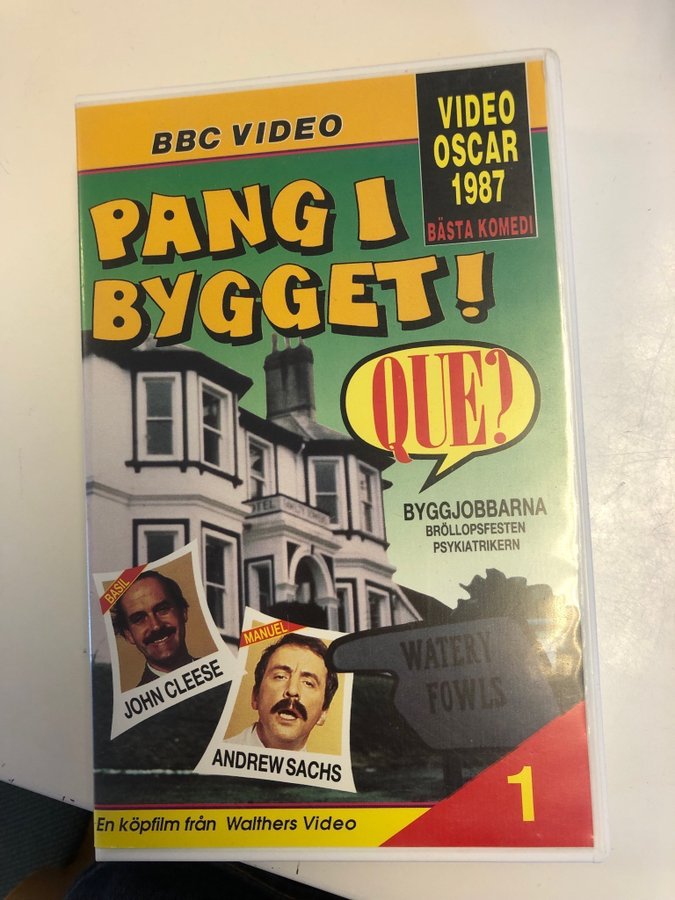 BBC VIDEO
VIDEO
OSCAR
1987
BÄSTA KOMEDI
PANG I
BYGGET!
QUE?
BYGGJOBBARNA
BRÖLLOPSFESTEN
PSYKIATRIKERN
HOTEL
BASIL
JOHN CLEESE
MANUEL
ANDREW SACHS
WATERY
FOWLS
1
En köpfilm från Walthers Video